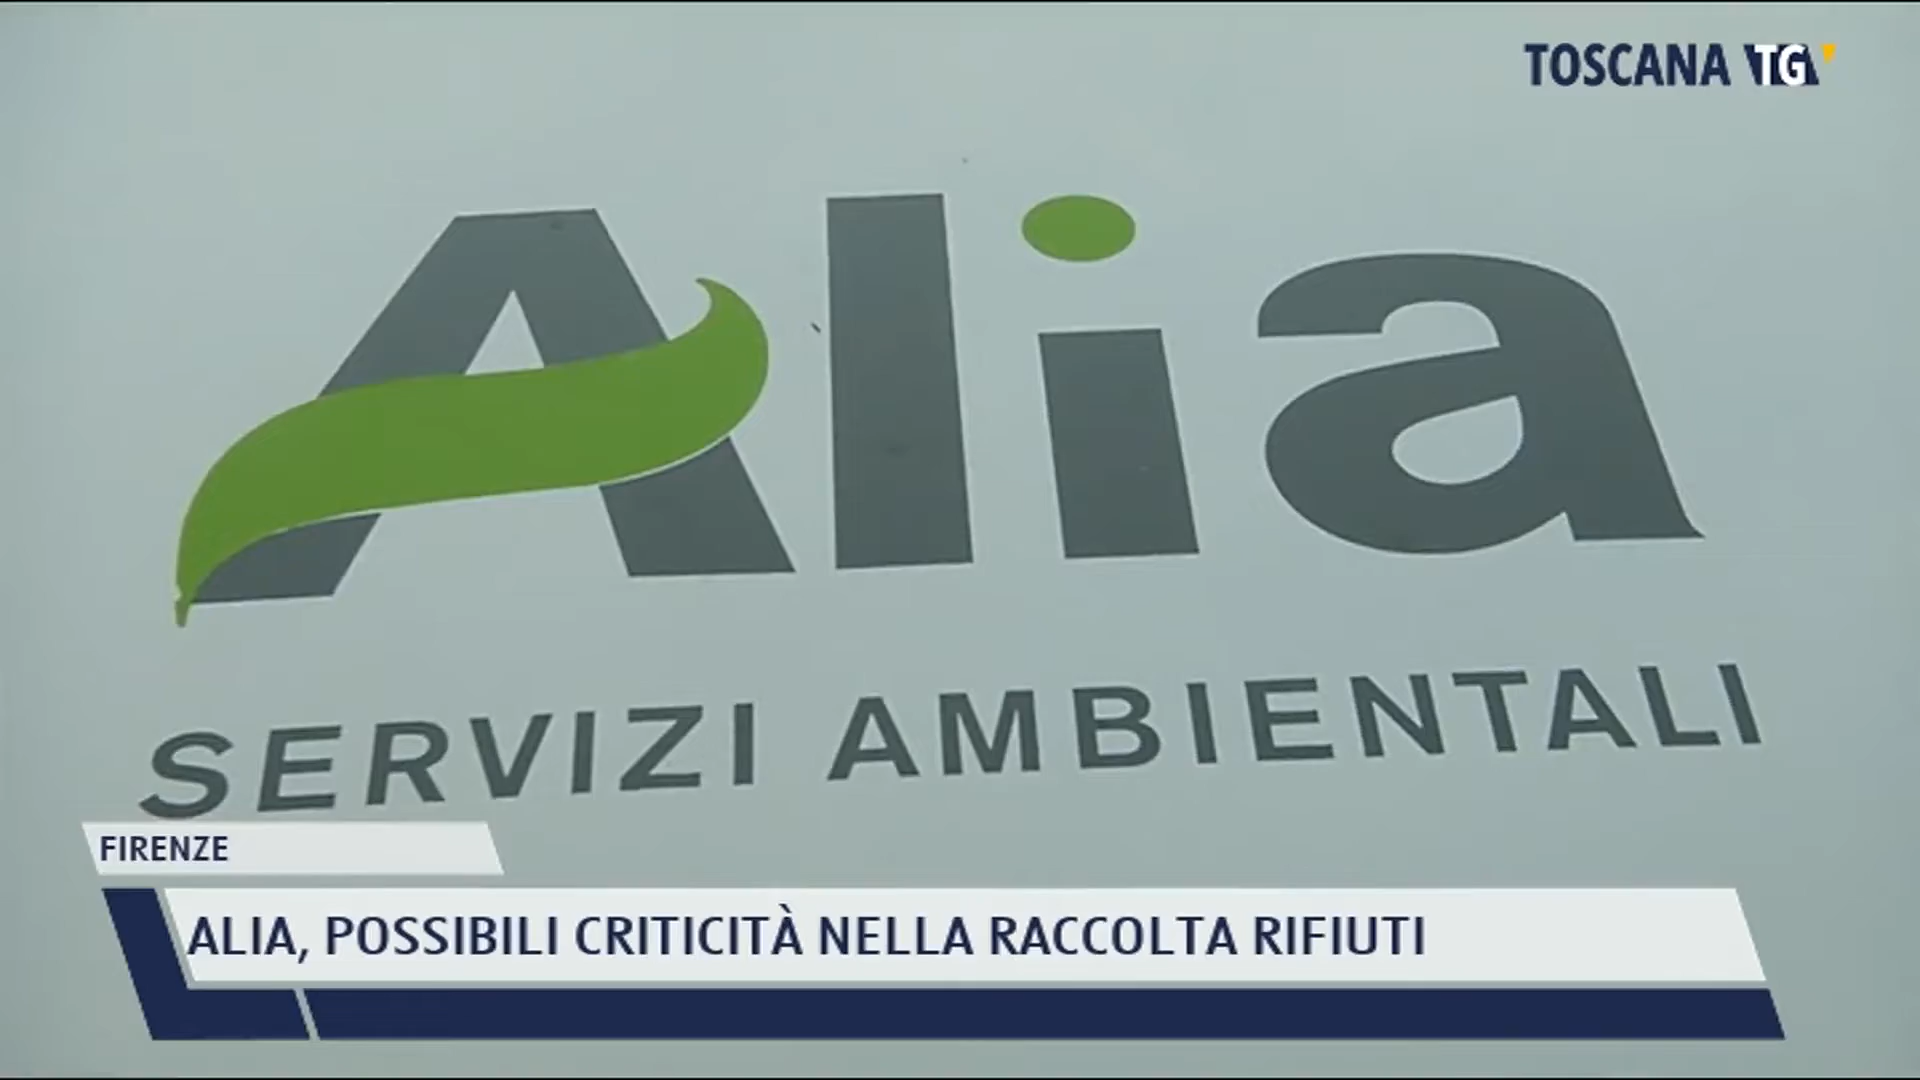 TOSCANA TG
Alia
SERVIZI AMBIENTALI
FIRENZE
ALIA, POSSIBILI CRITICITÀ NELLA RACCOLTA RIFIUTI